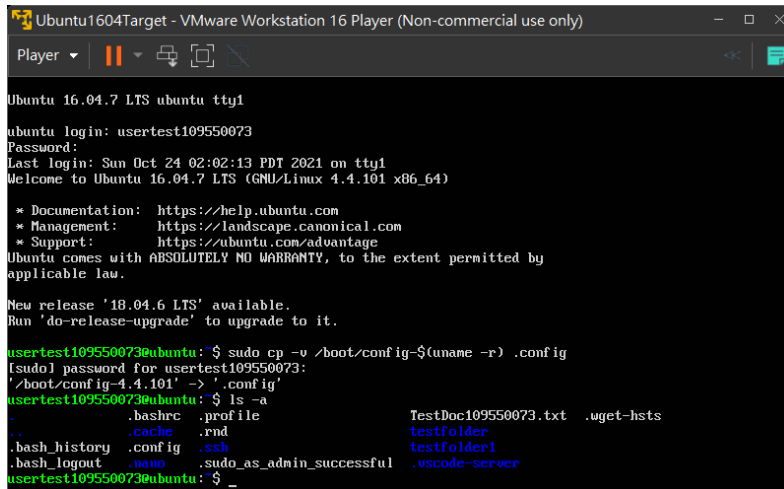 Ubuntu1604Target - VMware Workstation 16 Player (Non-commercial use only)
Player
Ubuntu 16.04.7 LTS ubuntu tty1
ubuntu login: usertest109550073
Password:
Last login: Sun Oct 24 02:02:13 PDT 2021 on tty1
Welcome to Ubuntu 16.04.7 LTS (GNU/Linux 4.4.101 x86_64)
* Documentation:  https://help.ubuntu.com
* Management:     https://landscape.canonical.com
* Support:        https://ubuntu.com/advantage
Ubuntu comes with ABSOLUTELY NO WARRANTY, to the extent permitted by
applicable law.
New release '18.04.6 LTS' available.
Run 'do-release-upgrade' to upgrade to it.
usertest109550073@ubuntu:~$ sudo cp -v /boot/config-$(uname -r) .config
[sudo] password for usertest109550073:
'/boot/config-4.4.101' -> '.config'
usertest109550073@ubuntu:~$ ls -a
.              .bashrc  .profile                   TestDoc109550073.txt  .wget-hsts
..             .cache   .rnd                       testfolder
.bash_history  .config  .ssh                       testfolder1
.bash_logout   .nano    .sudo_as_admin_successful  .vscode-server
usertest109550073@ubuntu:~$ _